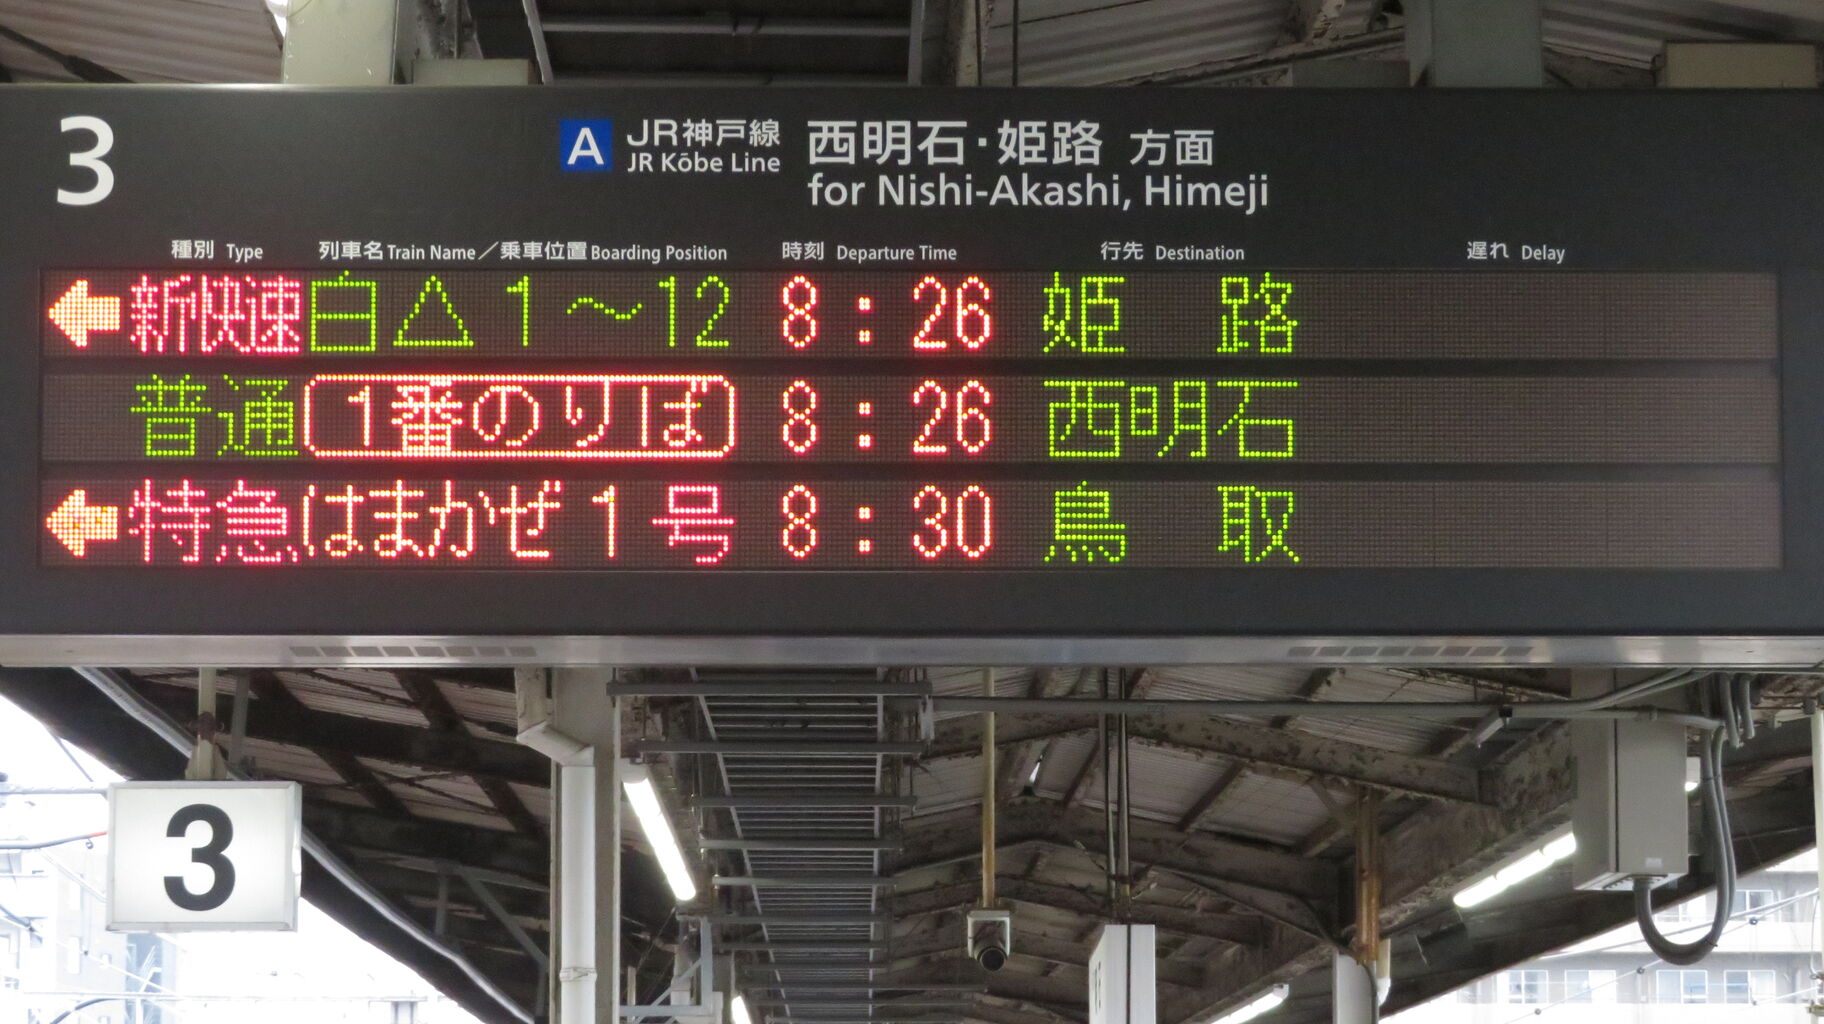 3
A JR神戸線 西明石・姫路 方面
JR Kōbe Line for Nishi-Akashi, Himeji
種別 Type 列車名 Train Name／乗車位置 Boarding Position 時刻 Departure Time 行先 Destination 遅れ Delay
←新快速 白△1～12 8:26 姫路
普通 1番のりば 8:26 西明石
←特急 はまかぜ1号 8:30 鳥取
3